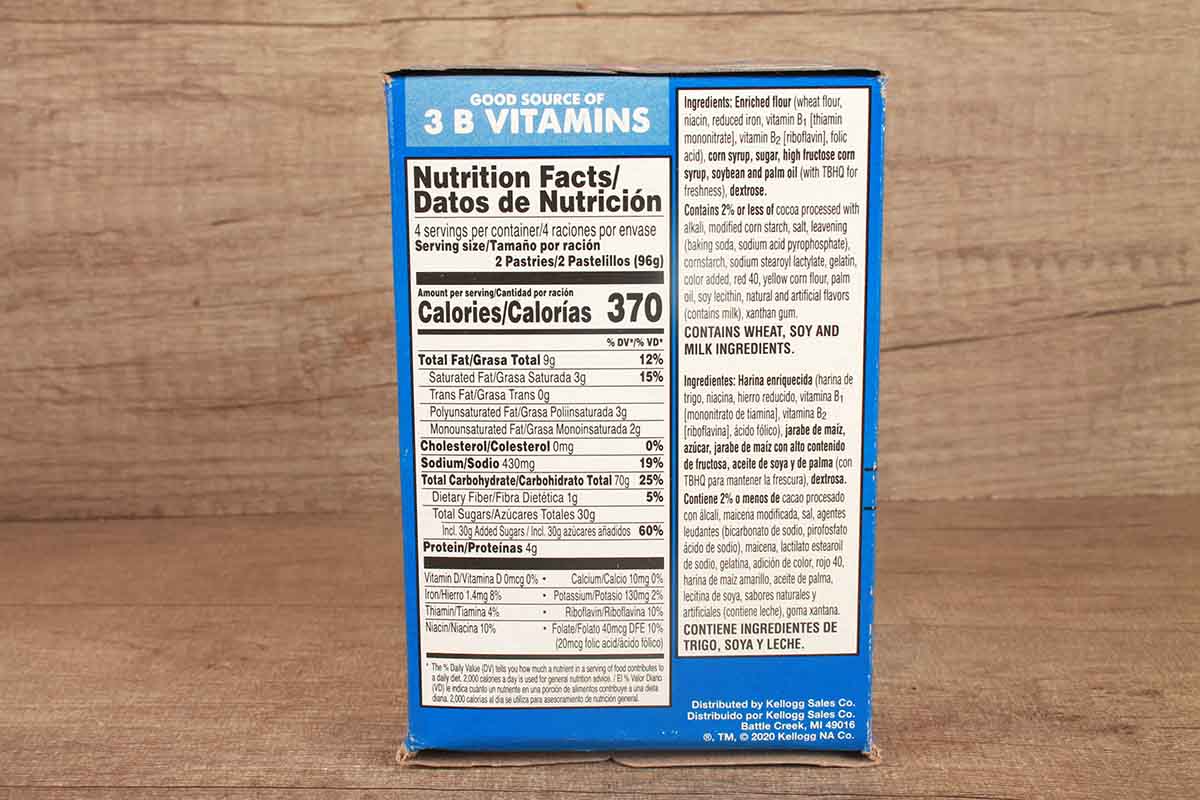 GOOD SOURCE OF
3 B VITAMINS
Nutrition Facts/
Datos de Nutrición
4 servings per container/4 raciones por envase
Serving size/Tamaño por ración
2 Pastries/2 Pastelillos (96g)
Amount per serving/Cantidad por ración
Calories/Calorías 370
% DV*/% VD*
Total Fat/Grasa Total 9g 12%
Saturated Fat/Grasa Saturada 3g 15%
Trans Fat/Grasa Trans 0g
Polyunsaturated Fat/Grasa Poliinsaturada 3g
Monounsaturated Fat/Grasa Monoinsaturada 2g
Cholesterol/Colesterol 0mg 0%
Sodium/Sodio 430mg 19%
Total Carbohydrate/Carbohidrato Total 70g 25%
Dietary Fiber/Fibra Dietética 1g 5%
Total Sugars/Azúcares Totales 30g
Incl. 30g Added Sugars / Incl. 30g azúcares añadidos 60%
Protein/Proteínas 4g
Vitamin D/Vitamina D 0mcg 0% • Calcium/Calcio 10mg 0%
Iron/Hierro 1.4mg 8% • Potassium/Potasio 130mg 2%
Thiamin/Tiamina 4% • Riboflavin/Riboflavina 10%
Niacin/Niacina 10% • Folate/Folato 40mcg DFE 10%
(20mcg folic acid/ácido fólico)
* The % Daily Value (DV) tells you how much a nutrient in a serving of food contributes to
a daily diet. 2,000 calories a day is used for general nutrition advice. / El % Valor Diario
(VD) le indica cuánto un nutriente en una porción de alimentos contribuye a una dieta
diaria. 2,000 calorías al día se utiliza para asesoramiento de nutrición general.
Ingredients: Enriched flour (wheat flour,
niacin, reduced iron, vitamin B1 [thiamin
mononitrate], vitamin B2 [riboflavin], folic
acid), corn syrup, sugar, high fructose corn
syrup, soybean and palm oil (with TBHQ for
freshness), dextrose.
Contains 2% or less of cocoa processed with
alkali, modified corn starch, salt, leavening
(baking soda, sodium acid pyrophosphate),
cornstarch, sodium stearoyl lactylate, gelatin,
color added, red 40, yellow corn flour, palm
oil, soy lecithin, natural and artificial flavors
(contains milk), xanthan gum.
CONTAINS WHEAT, SOY AND
MILK INGREDIENTS.
Ingredientes: Harina enriquecida (harina de
trigo, niacina, hierro reducido, vitamina B1
[mononitrato de tiamina], vitamina B2
[riboflavina], ácido fólico), jarabe de maíz,
azúcar, jarabe de maíz con alto contenido
de fructosa, aceite de soya y de palma (con
TBHQ para mantener la frescura), dextrosa.
Contiene 2% o menos de cacao procesado
con álcali, maicena modificada, sal, agentes
leudantes (bicarbonato de sodio, pirofosfato
ácido de sodio), maicena, lactilato estearoil
de sodio, gelatina, adición de color, rojo 40,
harina de maíz amarillo, aceite de palma,
lecitina de soya, sabores naturales y
artificiales (contiene leche), goma xantana.
CONTIENE INGREDIENTES DE
TRIGO, SOYA Y LECHE.
Distributed by Kellogg Sales Co.
Distribuido por Kellogg Sales Co.
Battle Creek, MI 49016
®, TM, © 2020 Kellogg NA Co.